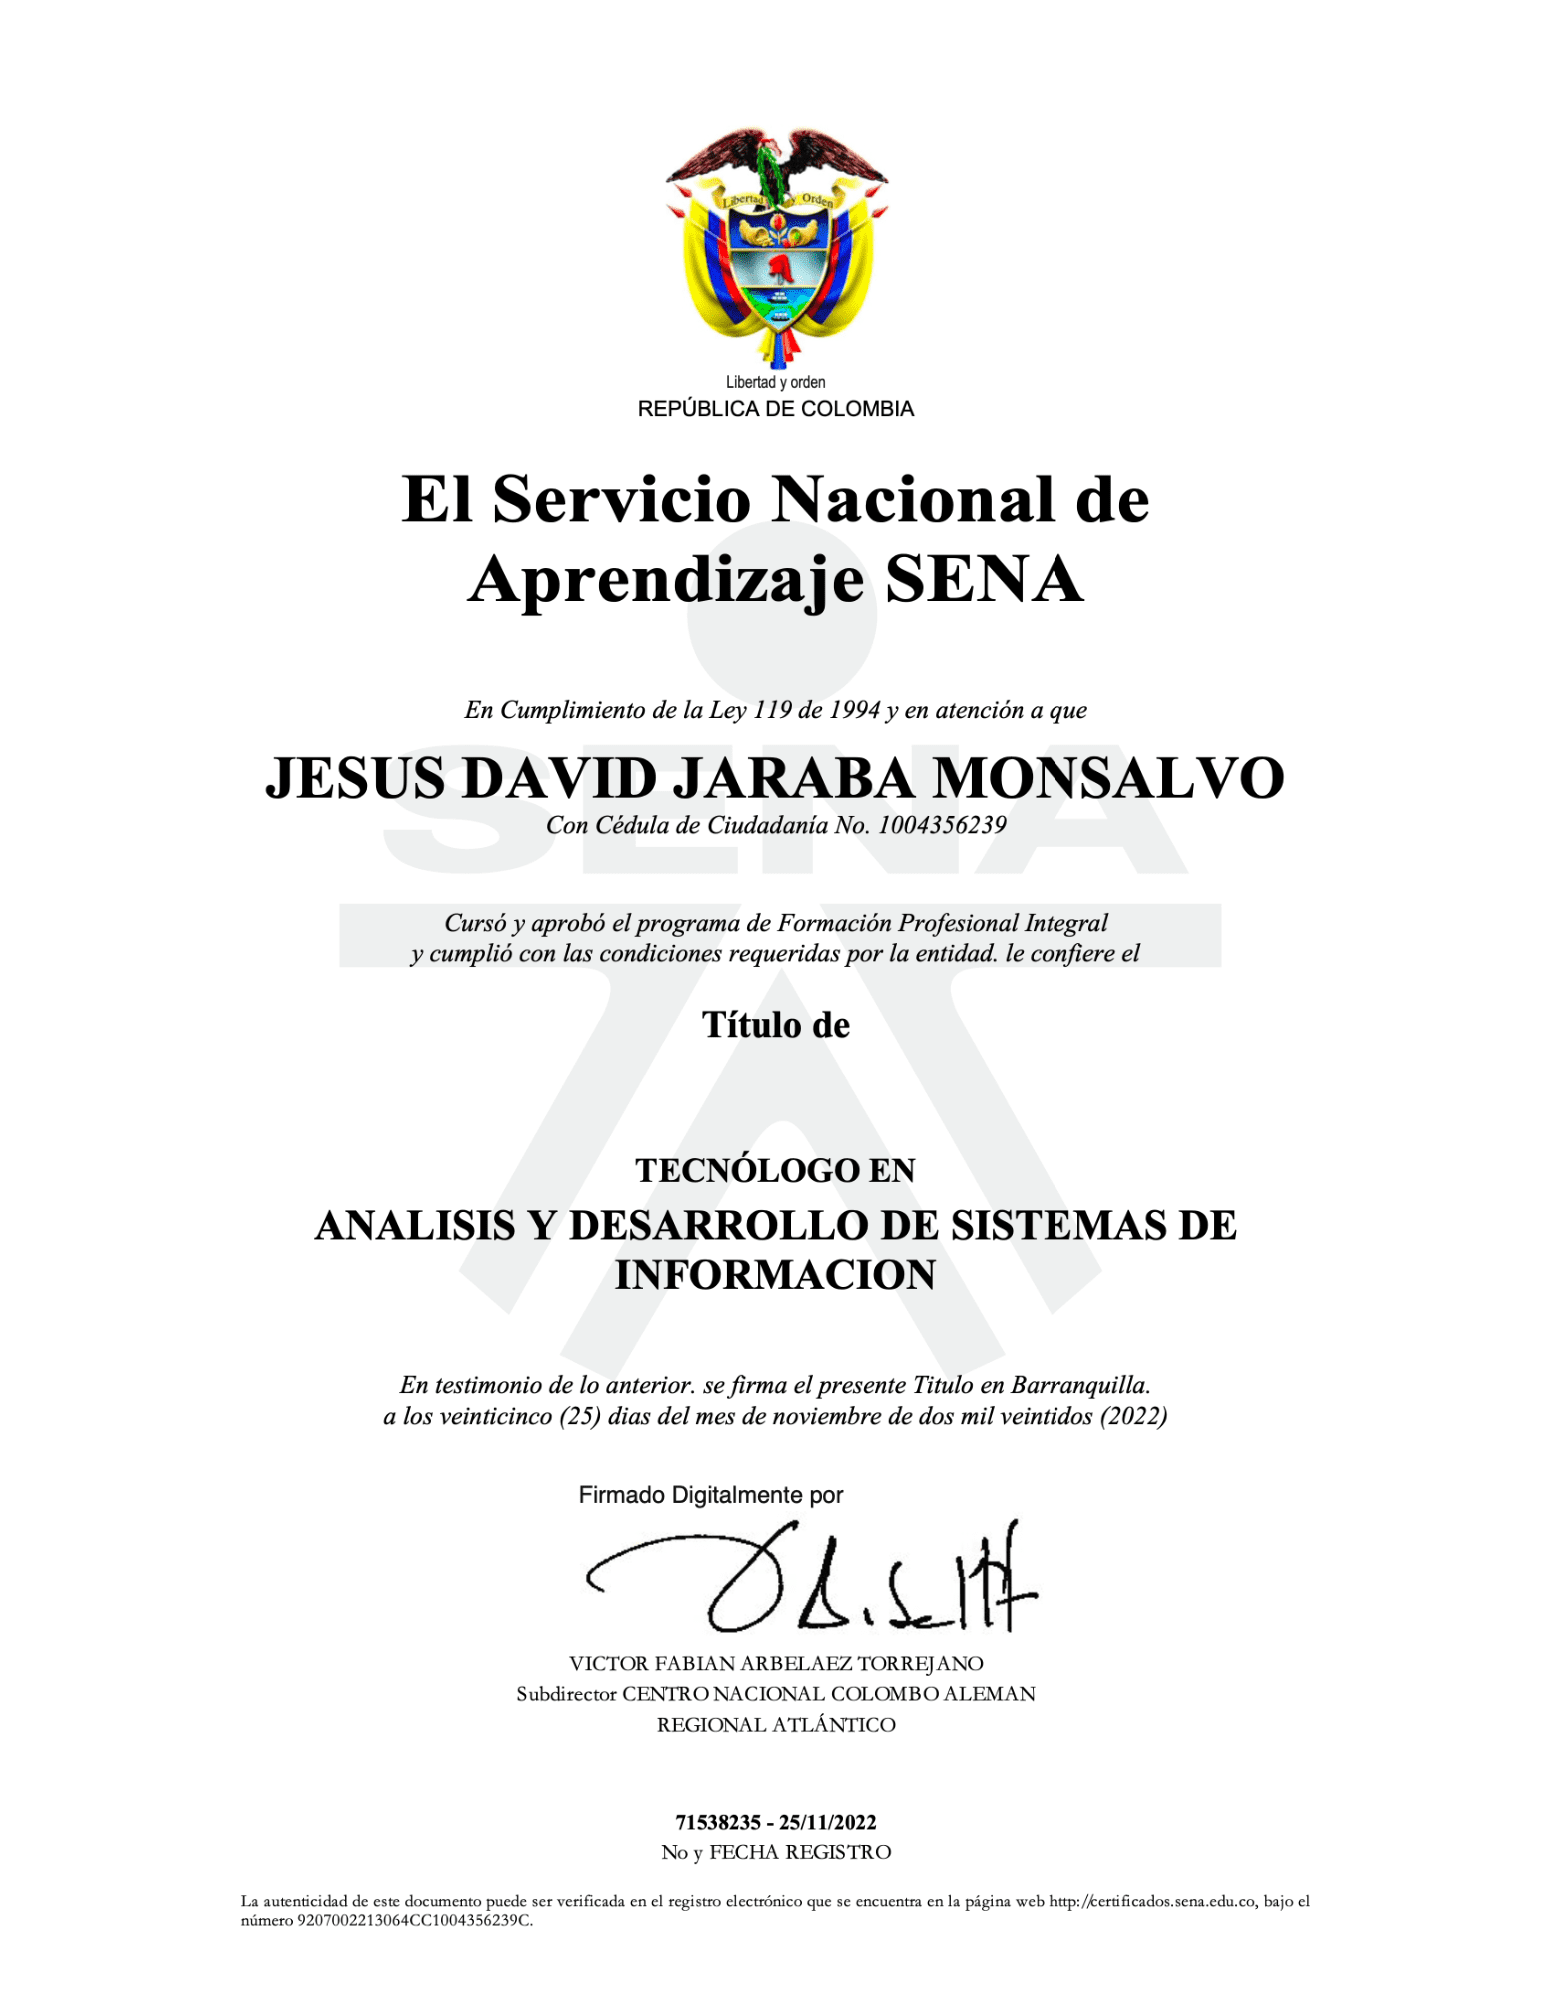 Libertad y Orden
Libertad y orden
REPÚBLICA DE COLOMBIA
El Servicio Nacional de
Aprendizaje SENA
En Cumplimiento de la Ley 119 de 1994 y en atención a que
SENA
JESUS DAVID JARABA MONSALVO
Con Cédula de Ciudadanía No. 1004356239
Cursó y aprobó el programa de Formación Profesional Integral
y cumplió con las condiciones requeridas por la entidad. le confiere el
Título de
TECNÓLOGO EN
ANALISIS Y DESARROLLO DE SISTEMAS DE
INFORMACION
En testimonio de lo anterior. se firma el presente Titulo en Barranquilla.
a los veinticinco (25) dias del mes de noviembre de dos mil veintidos (2022)
Firmado Digitalmente por
VICTOR FABIAN ARBELAEZ TORREJANO
Subdirector CENTRO NACIONAL COLOMBO ALEMAN
REGIONAL ATLÁNTICO
71538235 - 25/11/2022
No y FECHA REGISTRO
La autenticidad de este documento puede ser verificada en el registro electrónico que se encuentra en la página web http://certificados.sena.edu.co, bajo el
número 9207002213064CC1004356239C.